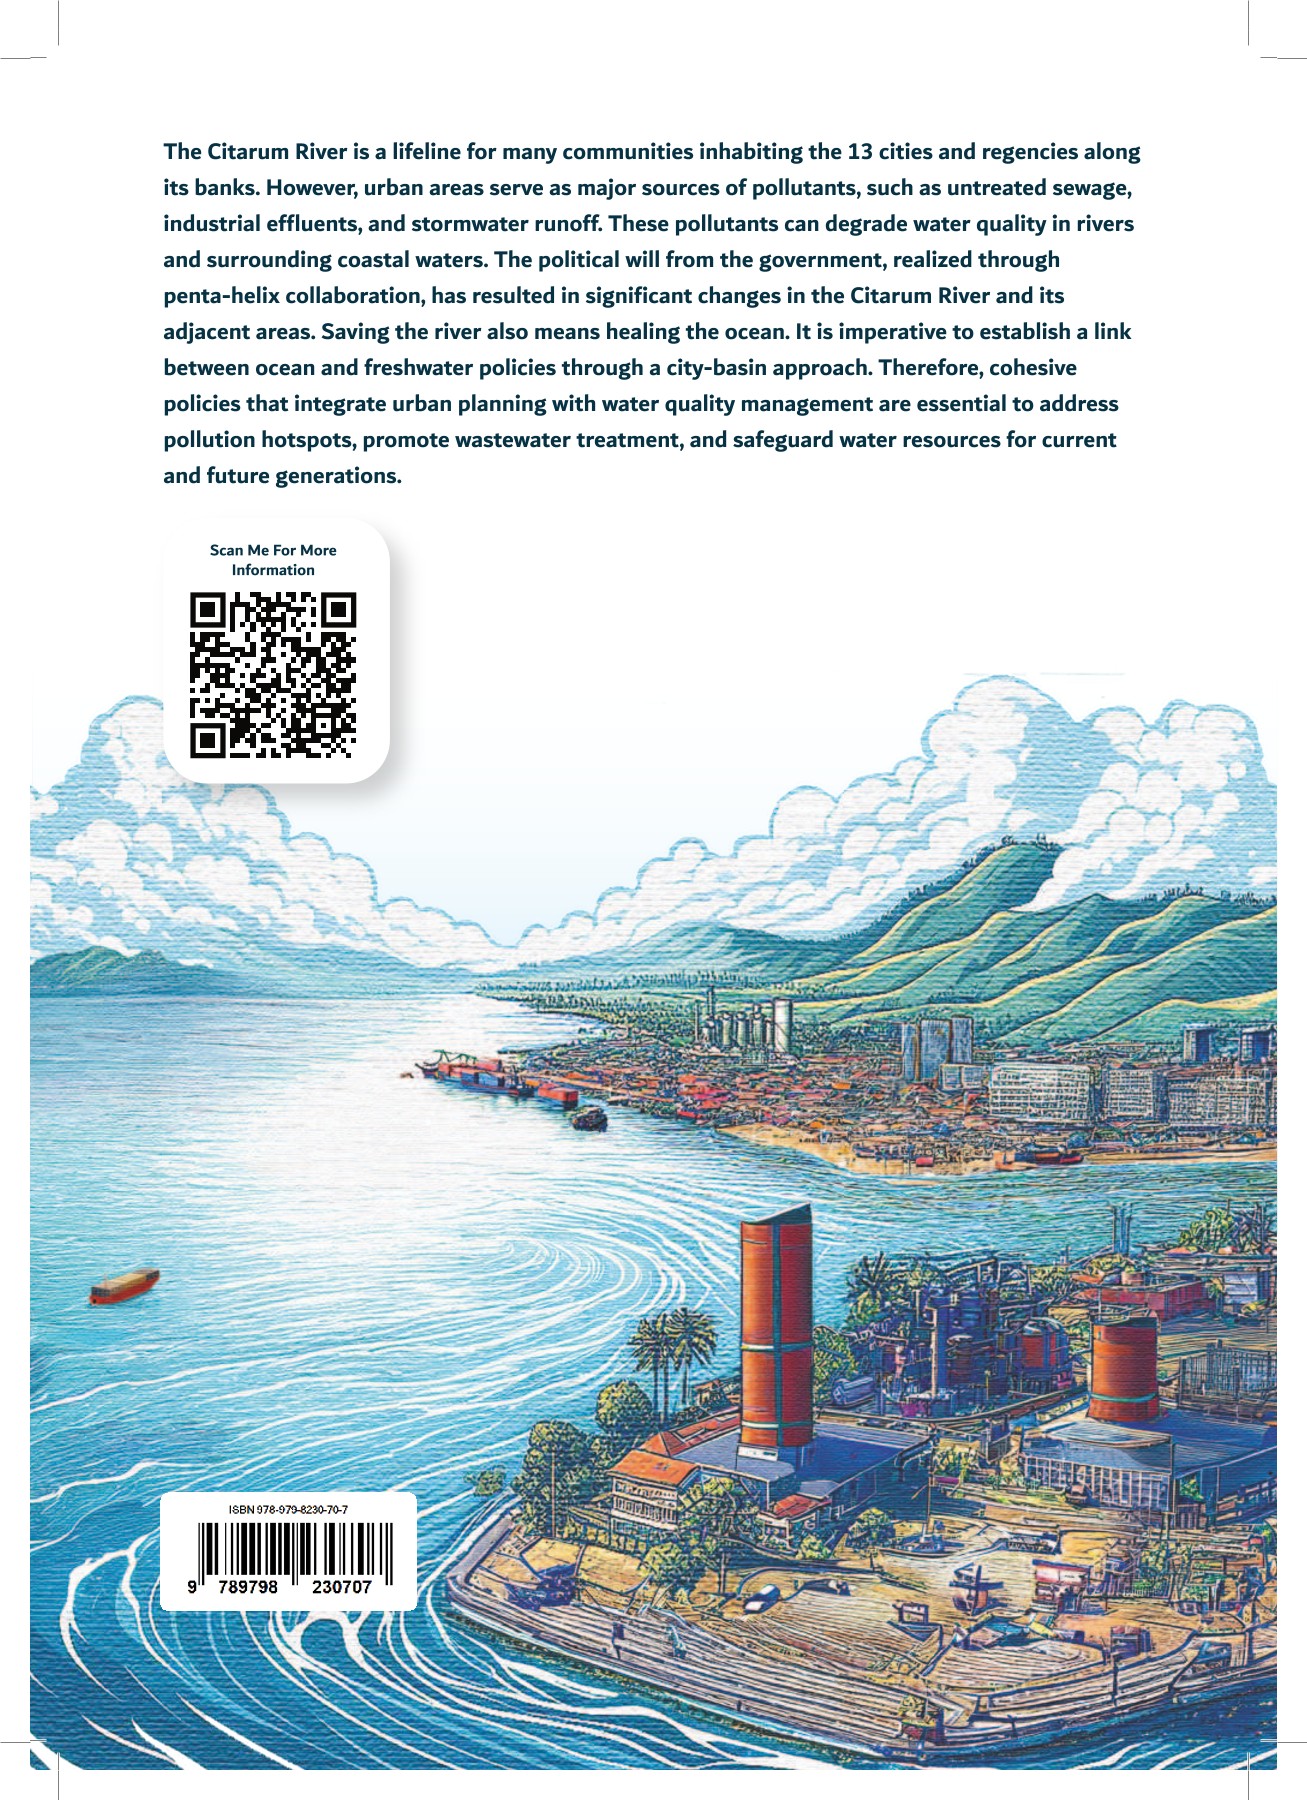 The Citarum River is a lifeline for many communities inhabiting the 13 cities and regencies along
its banks. However, urban areas serve as major sources of pollutants, such as untreated sewage,
industrial effluents, and stormwater runoff. These pollutants can degrade water quality in rivers
and surrounding coastal waters. The political will from the government, realized through
penta-helix collaboration, has resulted in significant changes in the Citarum River and its
adjacent areas. Saving the river also means healing the ocean. It is imperative to establish a link
between ocean and freshwater policies through a city-basin approach. Therefore, cohesive
policies that integrate urban planning with water quality management are essential to address
pollution hotspots, promote wastewater treatment, and safeguard water resources for current
and future generations.
Scan Me For More
Information
ISBN 978-979-8230-70-7
9 789798 230707